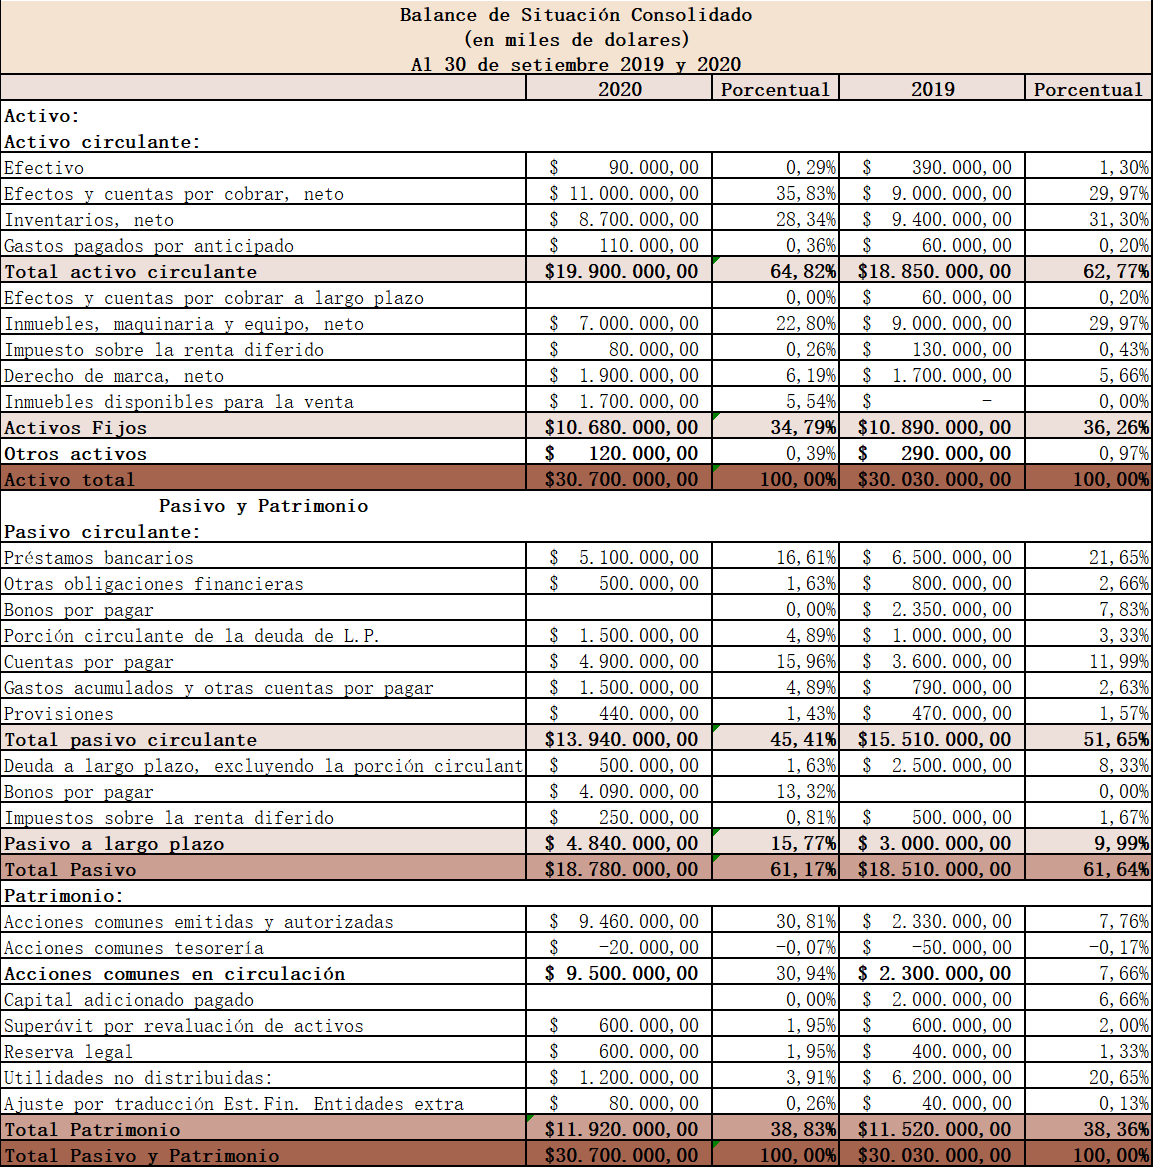 Balance de Situación Consolidado
(en miles de dolares)
Al 30 de setiembre 2019 y 2020
2020 Porcentual 2019 Porcentual
Activo:
Activo circulante:
Efectivo $ 90.000,00 0,29% $ 390.000,00 1,30%
Efectos y cuentas por cobrar, neto $ 11.000.000,00 35,83% $ 9.000.000,00 29,97%
Inventarios, neto $ 8.700.000,00 28,34% $ 9.400.000,00 31,30%
Gastos pagados por anticipado $ 110.000,00 0,36% $ 60.000,00 0,20%
Total activo circulante $19.900.000,00 64,82% $18.850.000,00 62,77%
Efectos y cuentas por cobrar a largo plazo 0,00% $ 60.000,00 0,20%
Inmuebles, maquinaria y equipo, neto $ 7.000.000,00 22,80% $ 9.000.000,00 29,97%
Impuesto sobre la renta diferido $ 80.000,00 0,26% $ 130.000,00 0,43%
Derecho de marca, neto $ 1.900.000,00 6,19% $ 1.700.000,00 5,66%
Inmuebles disponibles para la venta $ 1.700.000,00 5,54% $ - 0,00%
Activos Fijos $10.680.000,00 34,79% $10.890.000,00 36,26%
Otros activos $ 120.000,00 0,39% $ 290.000,00 0,97%
Activo total $30.700.000,00 100,00% $30.030.000,00 100,00%
Pasivo y Patrimonio
Pasivo circulante:
Préstamos bancarios $ 5.100.000,00 16,61% $ 6.500.000,00 21,65%
Otras obligaciones financieras $ 500.000,00 1,63% $ 800.000,00 2,66%
Bonos por pagar 0,00% $ 2.350.000,00 7,83%
Porción circulante de la deuda de L.P. $ 1.500.000,00 4,89% $ 1.000.000,00 3,33%
Cuentas por pagar $ 4.900.000,00 15,96% $ 3.600.000,00 11,99%
Gastos acumulados y otras cuentas por pagar $ 1.500.000,00 4,89% $ 790.000,00 2,63%
Provisiones $ 440.000,00 1,43% $ 470.000,00 1,57%
Total pasivo circulante $13.940.000,00 45,41% $15.510.000,00 51,65%
Deuda a largo plazo, excluyendo la porción circulant $ 500.000,00 1,63% $ 2.500.000,00 8,33%
Bonos por pagar $ 4.090.000,00 13,32% 0,00%
Impuestos sobre la renta diferido $ 250.000,00 0,81% $ 500.000,00 1,67%
Pasivo a largo plazo $ 4.840.000,00 15,77% $ 3.000.000,00 9,99%
Total Pasivo $18.780.000,00 61,17% $18.510.000,00 61,64%
Patrimonio:
Acciones comunes emitidas y autorizadas $ 9.460.000,00 30,81% $ 2.330.000,00 7,76%
Acciones comunes tesorería $ -20.000,00 -0,07% $ -50.000,00 -0,17%
Acciones comunes en circulación $ 9.500.000,00 30,94% $ 2.300.000,00 7,66%
Capital adicionado pagado 0,00% $ 2.000.000,00 6,66%
Superávit por revaluación de activos $ 600.000,00 1,95% $ 600.000,00 2,00%
Reserva legal $ 600.000,00 1,95% $ 400.000,00 1,33%
Utilidades no distribuidas: $ 1.200.000,00 3,91% $ 6.200.000,00 20,65%
Ajuste por traducción Est.Fin. Entidades extra $ 80.000,00 0,26% $ 40.000,00 0,13%
Total Patrimonio $11.920.000,00 38,83% $11.520.000,00 38,36%
Total Pasivo y Patrimonio $30.700.000,00 100,00% $30.030.000,00 100,00%